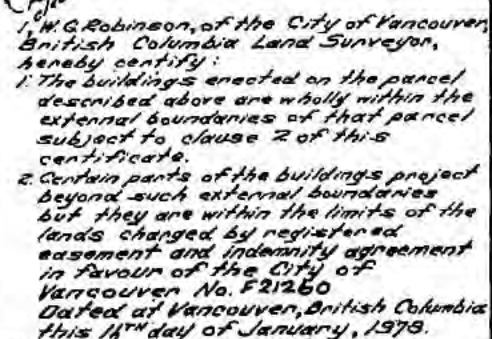 I, W.G. Robinson, of the City of Vancouver,
British Columbia Land Surveyor,
hereby certify:
1. The buildings erected on the parcel
described above are wholly within the
external boundaries of that parcel
subject to clause 2 of this
certificate.
2. Certain parts of the buildings project
beyond such external boundaries
but they are within the limits of the
lands charged by registered
easement and indemnity agreement
in favour of the City of
Vancouver No. F21260
Dated at Vancouver, British Columbia
this 16TH day of January, 1979.